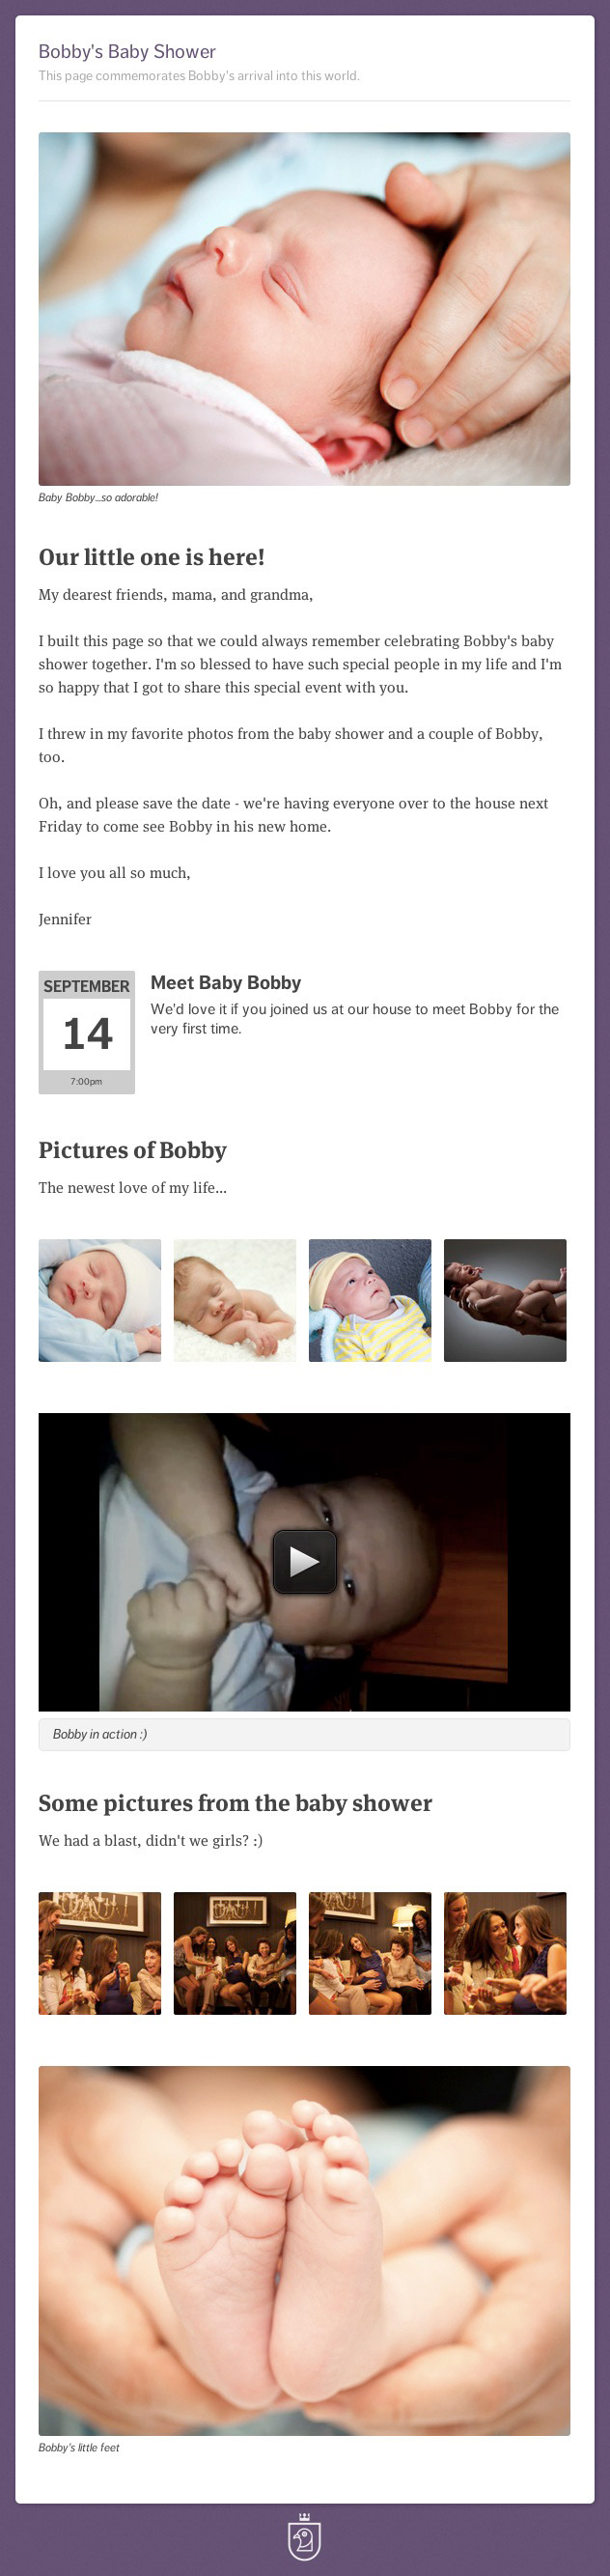 Bobby's Baby Shower
This page commemorates Bobby's arrival into this world.
Baby Bobby...so adorable!
Our little one is here!
My dearest friends, mama, and grandma,
I built this page so that we could always remember celebrating Bobby's baby
shower together. I'm so blessed to have such special people in my life and I'm
so happy that I got to share this special event with you.
I threw in my favorite photos from the baby shower and a couple of Bobby,
too.
Oh, and please save the date - we're having everyone over to the house next
Friday to come see Bobby in his new home.
I love you all so much,
Jennifer
SEPTEMBER
14
7:00pm
Meet Baby Bobby
We'd love it if you joined us at our house to meet Bobby for the
very first time.
Pictures of Bobby
The newest love of my life...
Bobby in action :)
Some pictures from the baby shower
We had a blast, didn't we girls? :)
Bobby's little feet